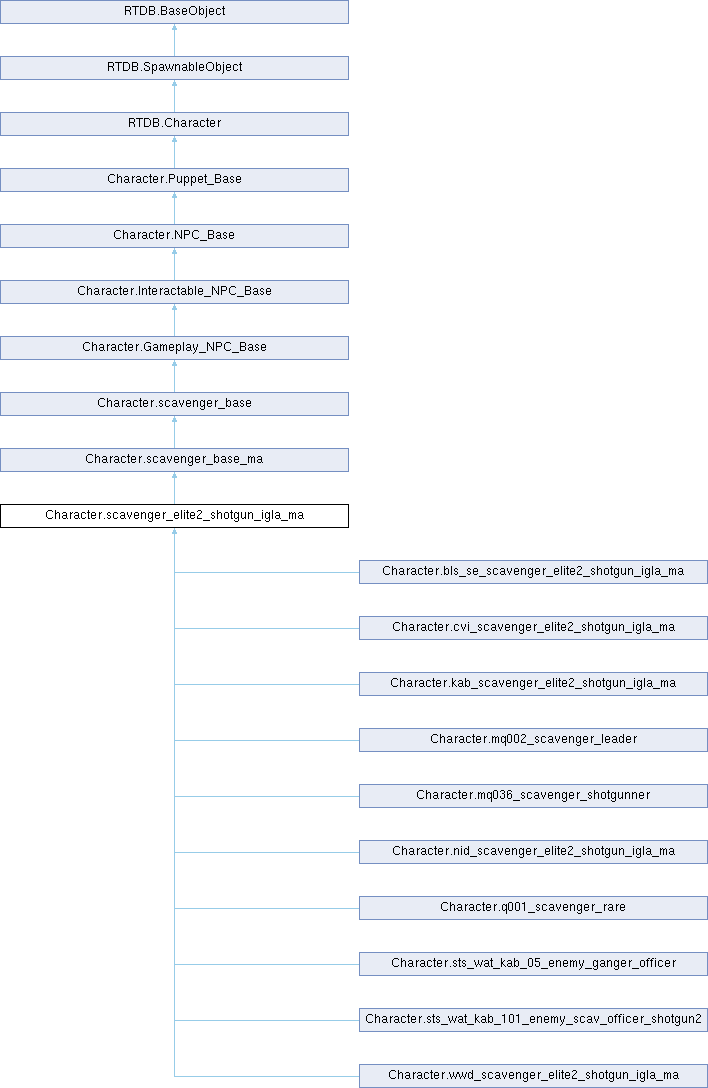 RTDB.BaseObject
RTDB.SpawnableObject
RTDB.Character
Character.Puppet_Base
Character.NPC_Base
Character.Interactable_NPC_Base
Character.Gameplay_NPC_Base
Character.scavenger_base
Character.scavenger_base_ma
Character.scavenger_elite2_shotgun_igla_ma
Character.bls_se_scavenger_elite2_shotgun_igla_ma
Character.cvi_scavenger_elite2_shotgun_igla_ma
Character.kab_scavenger_elite2_shotgun_igla_ma
Character.mq002_scavenger_leader
Character.mq036_scavenger_shotgunner
Character.nid_scavenger_elite2_shotgun_igla_ma
Character.q001_scavenger_rare
Character.sts_wat_kab_05_enemy_ganger_officer
Character.sts_wat_kab_101_enemy_scav_officer_shotgun2
Character.wwd_scavenger_elite2_shotgun_igla_ma